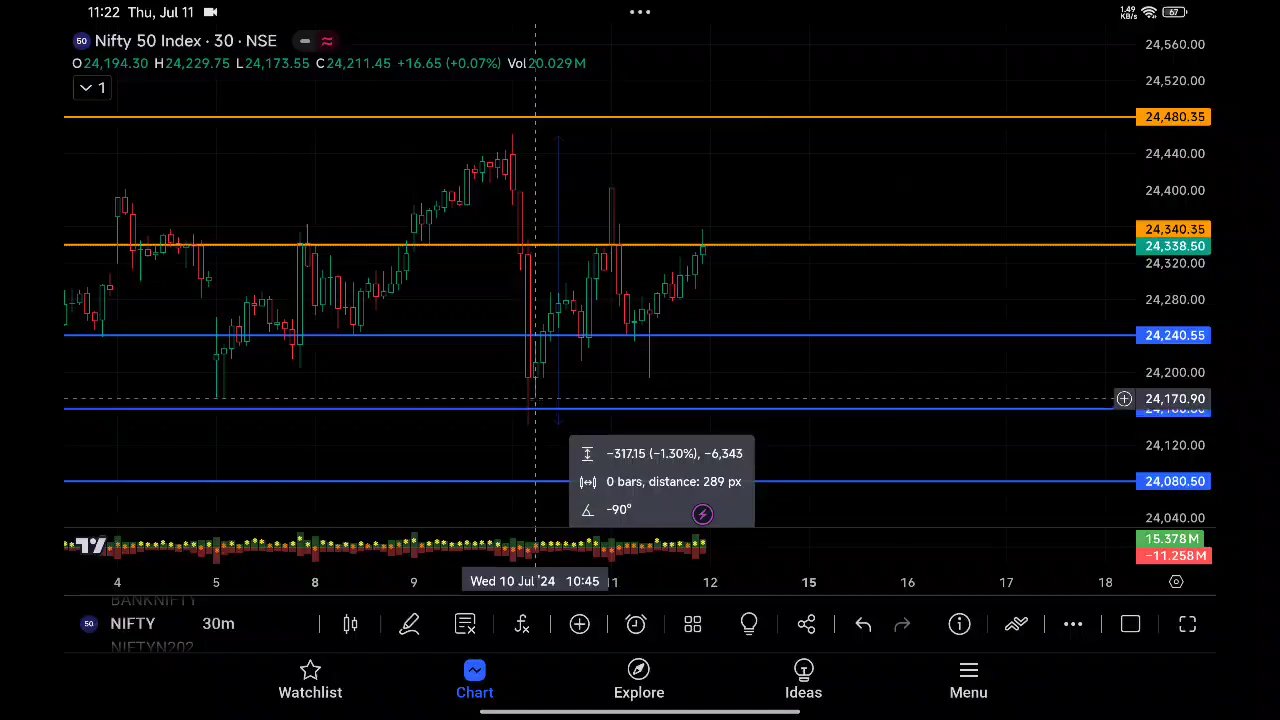 11:22 Thu, Jul 11
1.49 KB/s 67
50 Nifty 50 Index · 30 · NSE
O24,194.30 H24,229.75 L24,173.55 C24,211.45 +16.65 (+0.07%) Vol20.029M
1
24,560.00
24,520.00
24,480.35
24,440.00
24,400.00
24,340.35
24,338.50
24,320.00
24,280.00
24,240.55
24,200.00
24,170.90
24,120.00
24,080.50
24,040.00
−317.15 (−1.30%), −6,343
0 bars, distance: 289 px
−90°
15.378M
−11.258M
4 5 8 9 Wed 10 Jul '24 10:45 11 12 15 16 17 18
BANKNIFTY
50 NIFTY 30m
NIFTYN202
Watchlist Chart Explore Ideas Menu